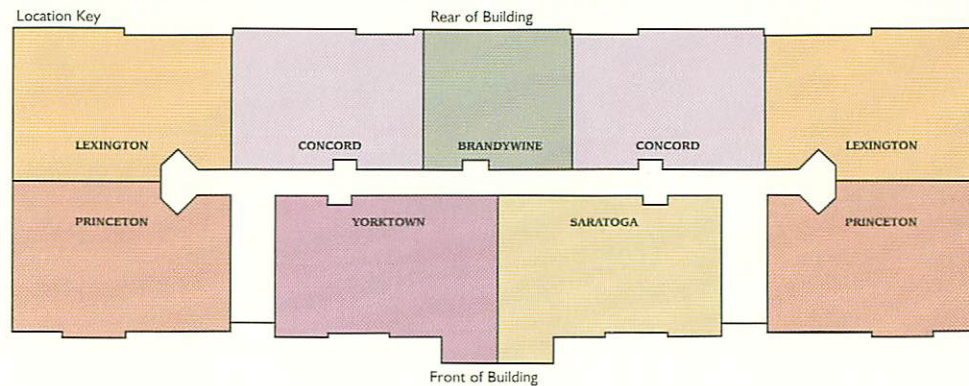 Location Key
Rear of Building
LEXINGTON
CONCORD
BRANDYWINE
CONCORD
LEXINGTON
PRINCETON
YORKTOWN
SARATOGA
PRINCETON
Front of Building